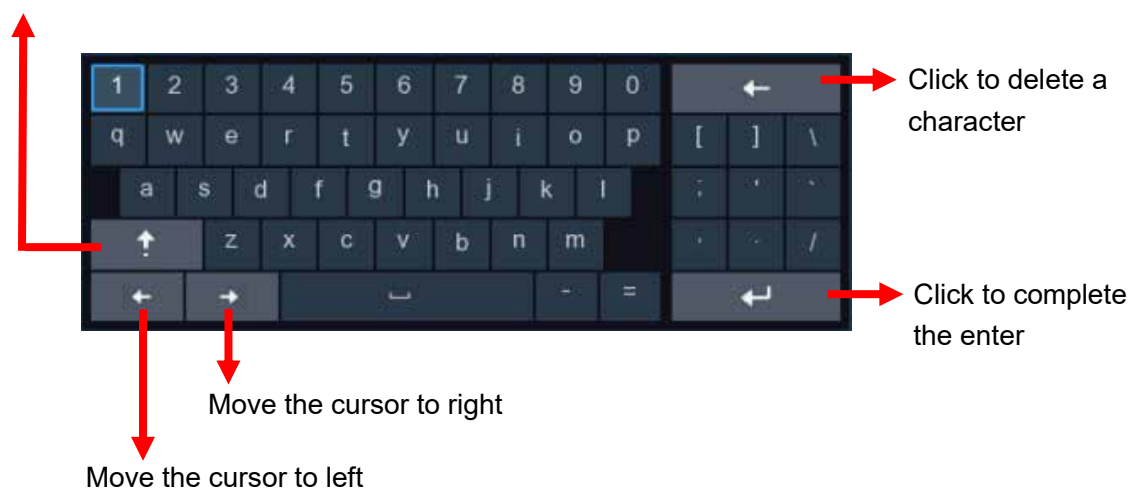 1 2 3 4 5 6 7 8 9 0
Click to delete a
character
q w e r t y u i o p [ ] \
a s d f g h j k l ; ' `
z x c v b n m /
- =
Click to complete
the enter
Move the cursor to right
Move the cursor to left